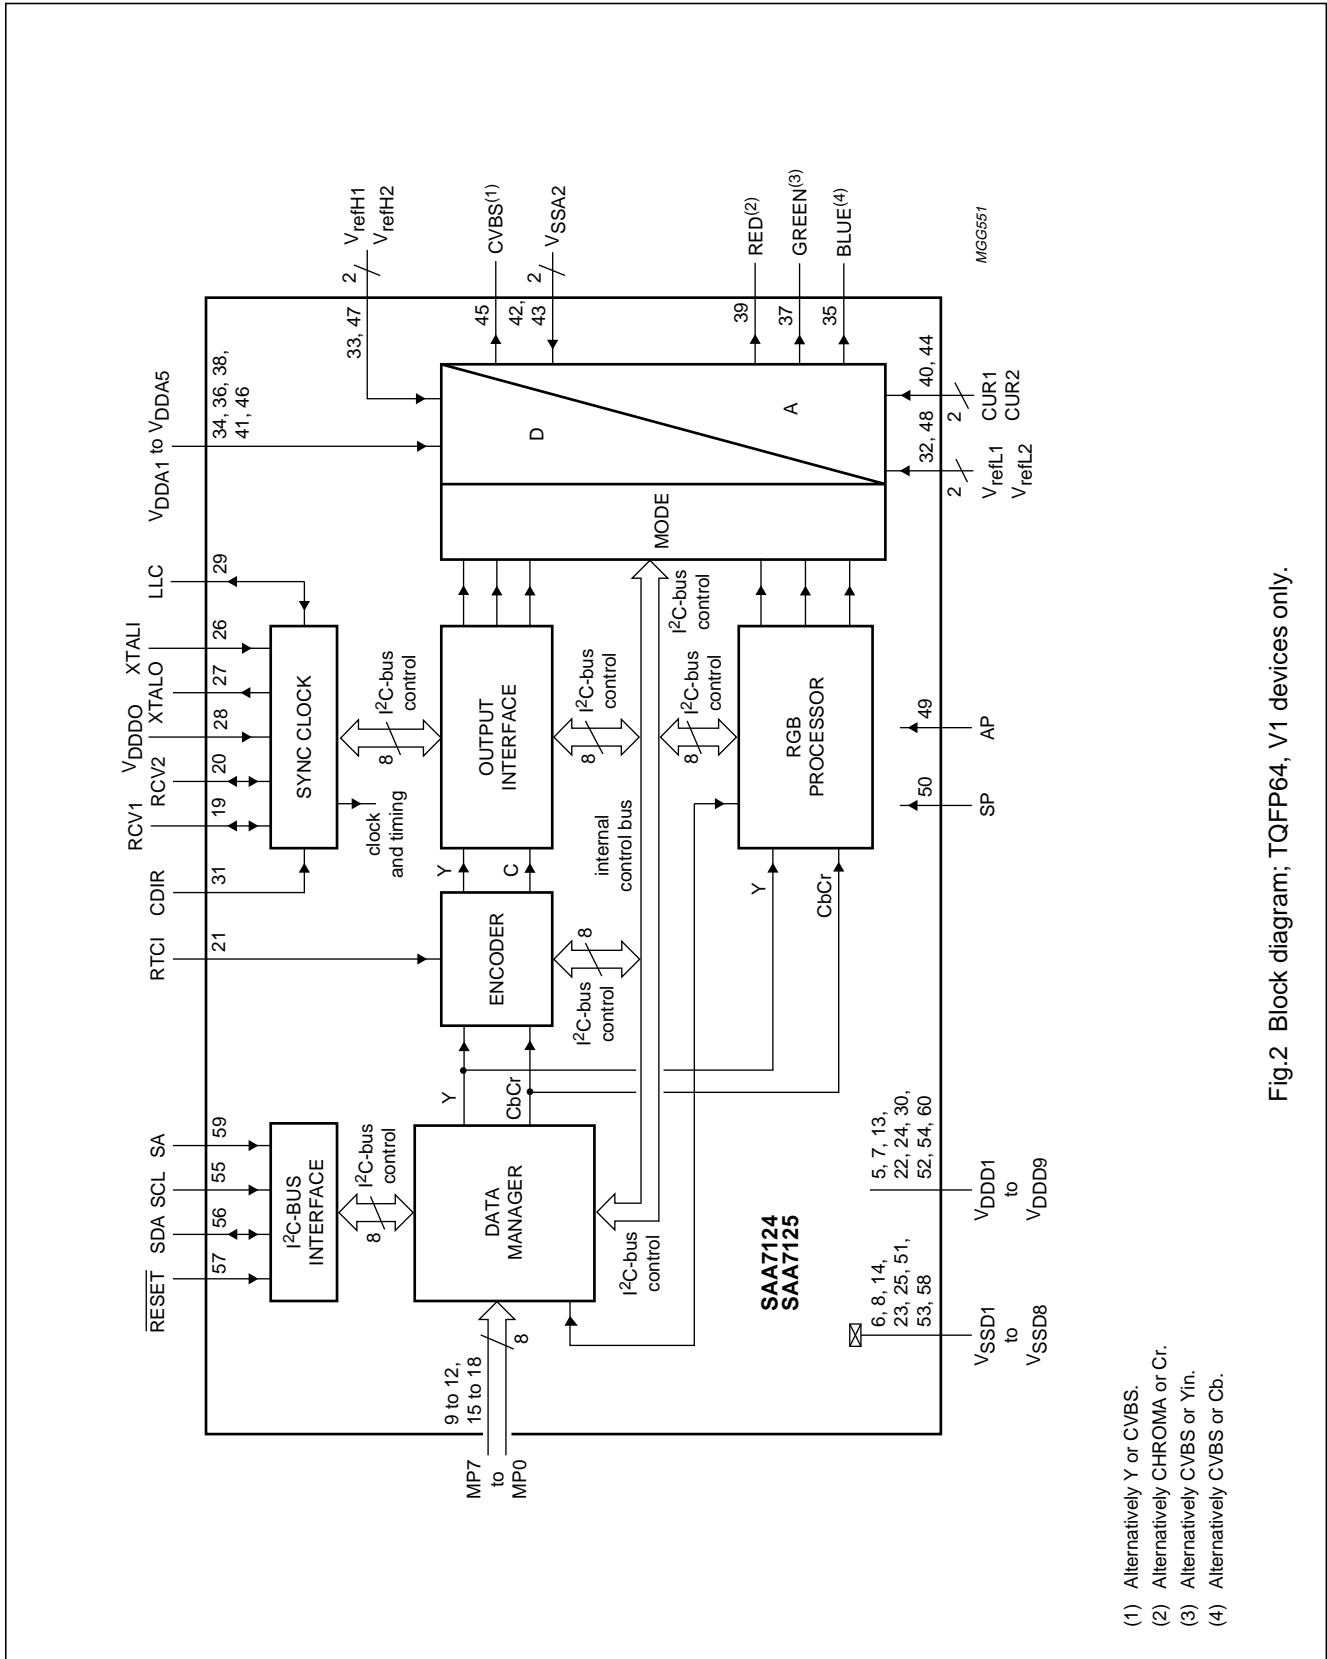 RESET
SDA
SCL
SA
RTCI
CDIR
RCV1
RCV2
VDDDO
XTALO
XTALI
LLC
VDDA1 to VDDA5
57
56
55
59
21
31
19
20
28
27
26
29
34, 36, 38,
41, 46
33, 47
2
VrefH1
VrefH2
I2C-BUS
INTERFACE
SYNC CLOCK
8
I2C-bus
control
clock
and timing
8
I2C-bus
control
45
CVBS(1)
42,
43
2
VSSA2
MP7
to
MP0
9 to 12,
15 to 18
8
DATA
MANAGER
Y
CbCr
ENCODER
Y
C
OUTPUT
INTERFACE
MODE
D
A
I2C-bus
control
8
I2C-bus
control
8
internal
control bus
I2C-bus
control
I2C-bus
control
8
I2C-bus
control
39
RED(2)
37
GREEN(3)
35
BLUE(4)
Y
CbCr
RGB
PROCESSOR
SAA7124
SAA7125
6, 8, 14,
23, 25, 51,
53, 58
5, 7, 13,
22, 24, 30,
52, 54, 60
50
49
32, 48
40, 44
2
2
VSSD1
to
VSSD8
VDDD1
to
VDDD9
SP
AP
VrefL1
VrefL2
CUR1
CUR2
MGG551
(1) Alternatively Y or CVBS.
(2) Alternatively CHROMA or Cr.
(3) Alternatively CVBS or Yin.
(4) Alternatively CVBS or Cb.
Fig.2 Block diagram; TQFP64, V1 devices only.